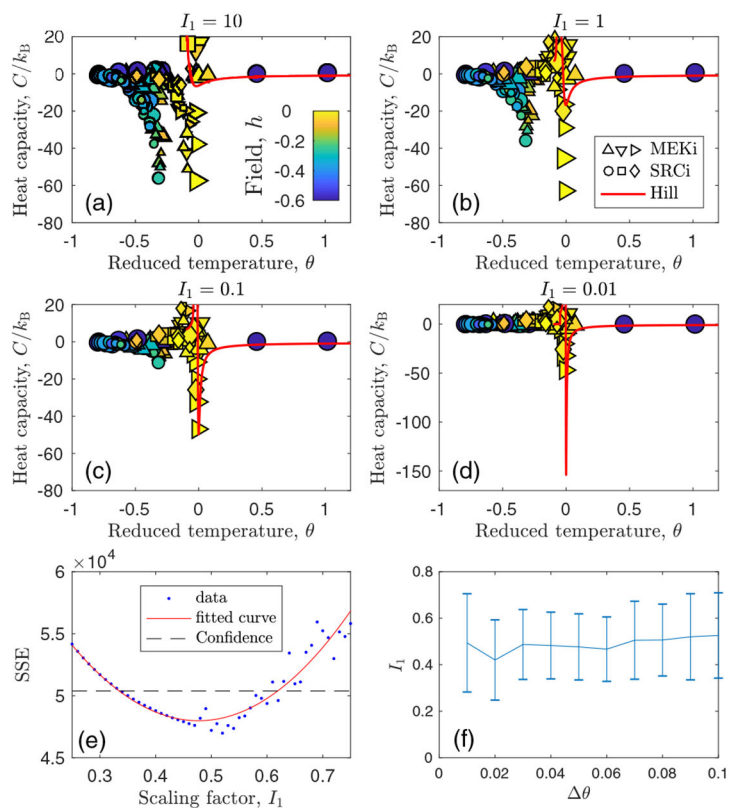 I₁ = 10
I₁ = 1
Heat capacity, C/k_B
20
0
-20
-40
-60
-80
Field, h
0
-0.2
-0.4
-0.6
(a)
-1 -0.5 0 0.5 1
Reduced temperature, θ
Heat capacity, C/k_B
20
0
-20
-40
-60
-80
MEKi
SRCi
Hill
(b)
-1 -0.5 0 0.5 1
Reduced temperature, θ
I₁ = 0.1
I₁ = 0.01
Heat capacity, C/k_B
20
0
-20
-40
-60
-80
(c)
-1 -0.5 0 0.5 1
Reduced temperature, θ
Heat capacity, C/k_B
0
-50
-100
-150
(d)
-1 -0.5 0 0.5 1
Reduced temperature, θ
×10⁴
SSE
6
5.5
5
4.5
data
fitted curve
Confidence
(e)
0.3 0.4 0.5 0.6 0.7
Scaling factor, I₁
I₁
0.8
0.6
0.4
0.2
0
(f)
0 0.02 0.04 0.06 0.08 0.1
Δθ